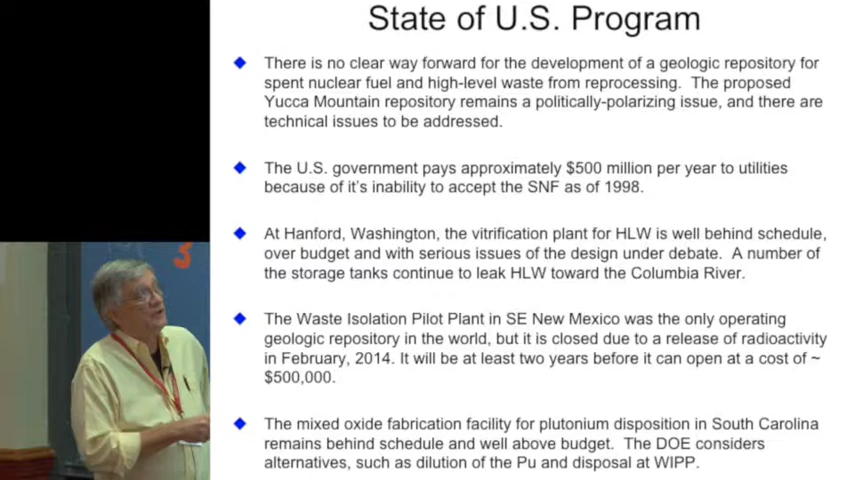 State of U.S. Program
There is no clear way forward for the development of a geologic repository for
spent nuclear fuel and high-level waste from reprocessing. The proposed
Yucca Mountain repository remains a politically-polarizing issue, and there are
technical issues to be addressed.
The U.S. government pays approximately $500 million per year to utilities
because of it's inability to accept the SNF as of 1998.
At Hanford, Washington, the vitrification plant for HLW is well behind schedule,
over budget and with serious issues of the design under debate. A number of
the storage tanks continue to leak HLW toward the Columbia River.
The Waste Isolation Pilot Plant in SE New Mexico was the only operating
geologic repository in the world, but it is closed due to a release of radioactivity
in February, 2014. It will be at least two years before it can open at a cost of ~
$500,000.
The mixed oxide fabrication facility for plutonium disposition in South Carolina
remains behind schedule and well above budget. The DOE considers
alternatives, such as dilution of the Pu and disposal at WIPP.